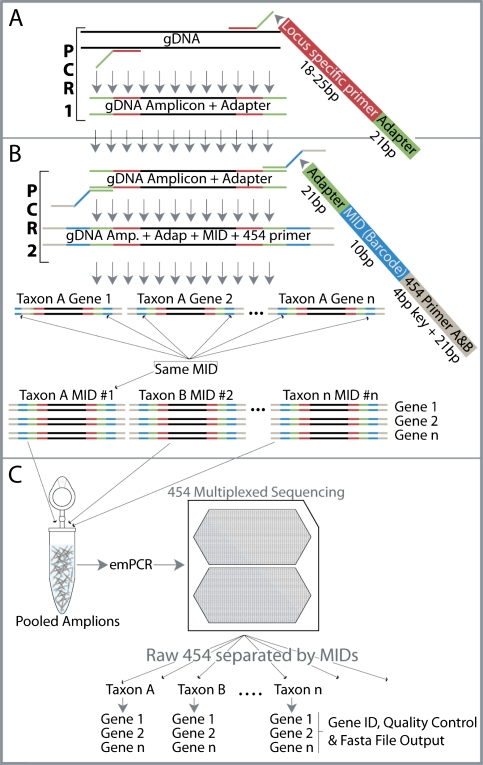 A
PCR 1
gDNA
Locus specific primer
18-25bp
Adapter
21bp
gDNA Amplicon + Adapter
B
PCR 2
gDNA Amplicon + Adapter
Adapter
21bp
MID (Barcode)
10bp
454 Primer A&B
4bp key + 21bp
gDNA Amp. + Adap + MID + 454 primer
Taxon A Gene 1
Taxon A Gene 2
...
Taxon A Gene n
Same MID
Taxon A MID #1
Taxon B MID #2
...
Taxon n MID #n
Gene 1
Gene 2
Gene n
C
454 Multiplexed Sequencing
emPCR
Pooled Amplions
Raw 454 separated by MIDs
Taxon A
Taxon B
....
Taxon n
Gene 1
Gene 2
Gene n
Gene 1
Gene 2
Gene n
Gene 1
Gene 2
Gene n
Gene ID, Quality Control
& Fasta File Output